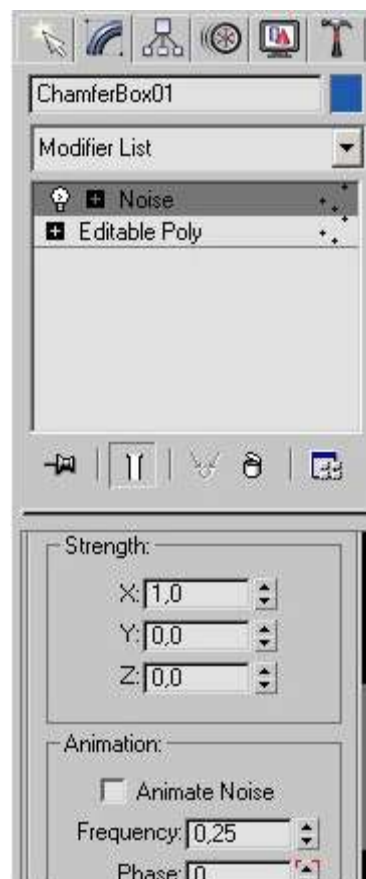 ChamferBox01
Modifier List
Noise
Editable Poly
Strength:
X: 1,0
Y: 0,0
Z: 0,0
Animation:
Animate Noise
Frequency: 0,25
Phase: 0